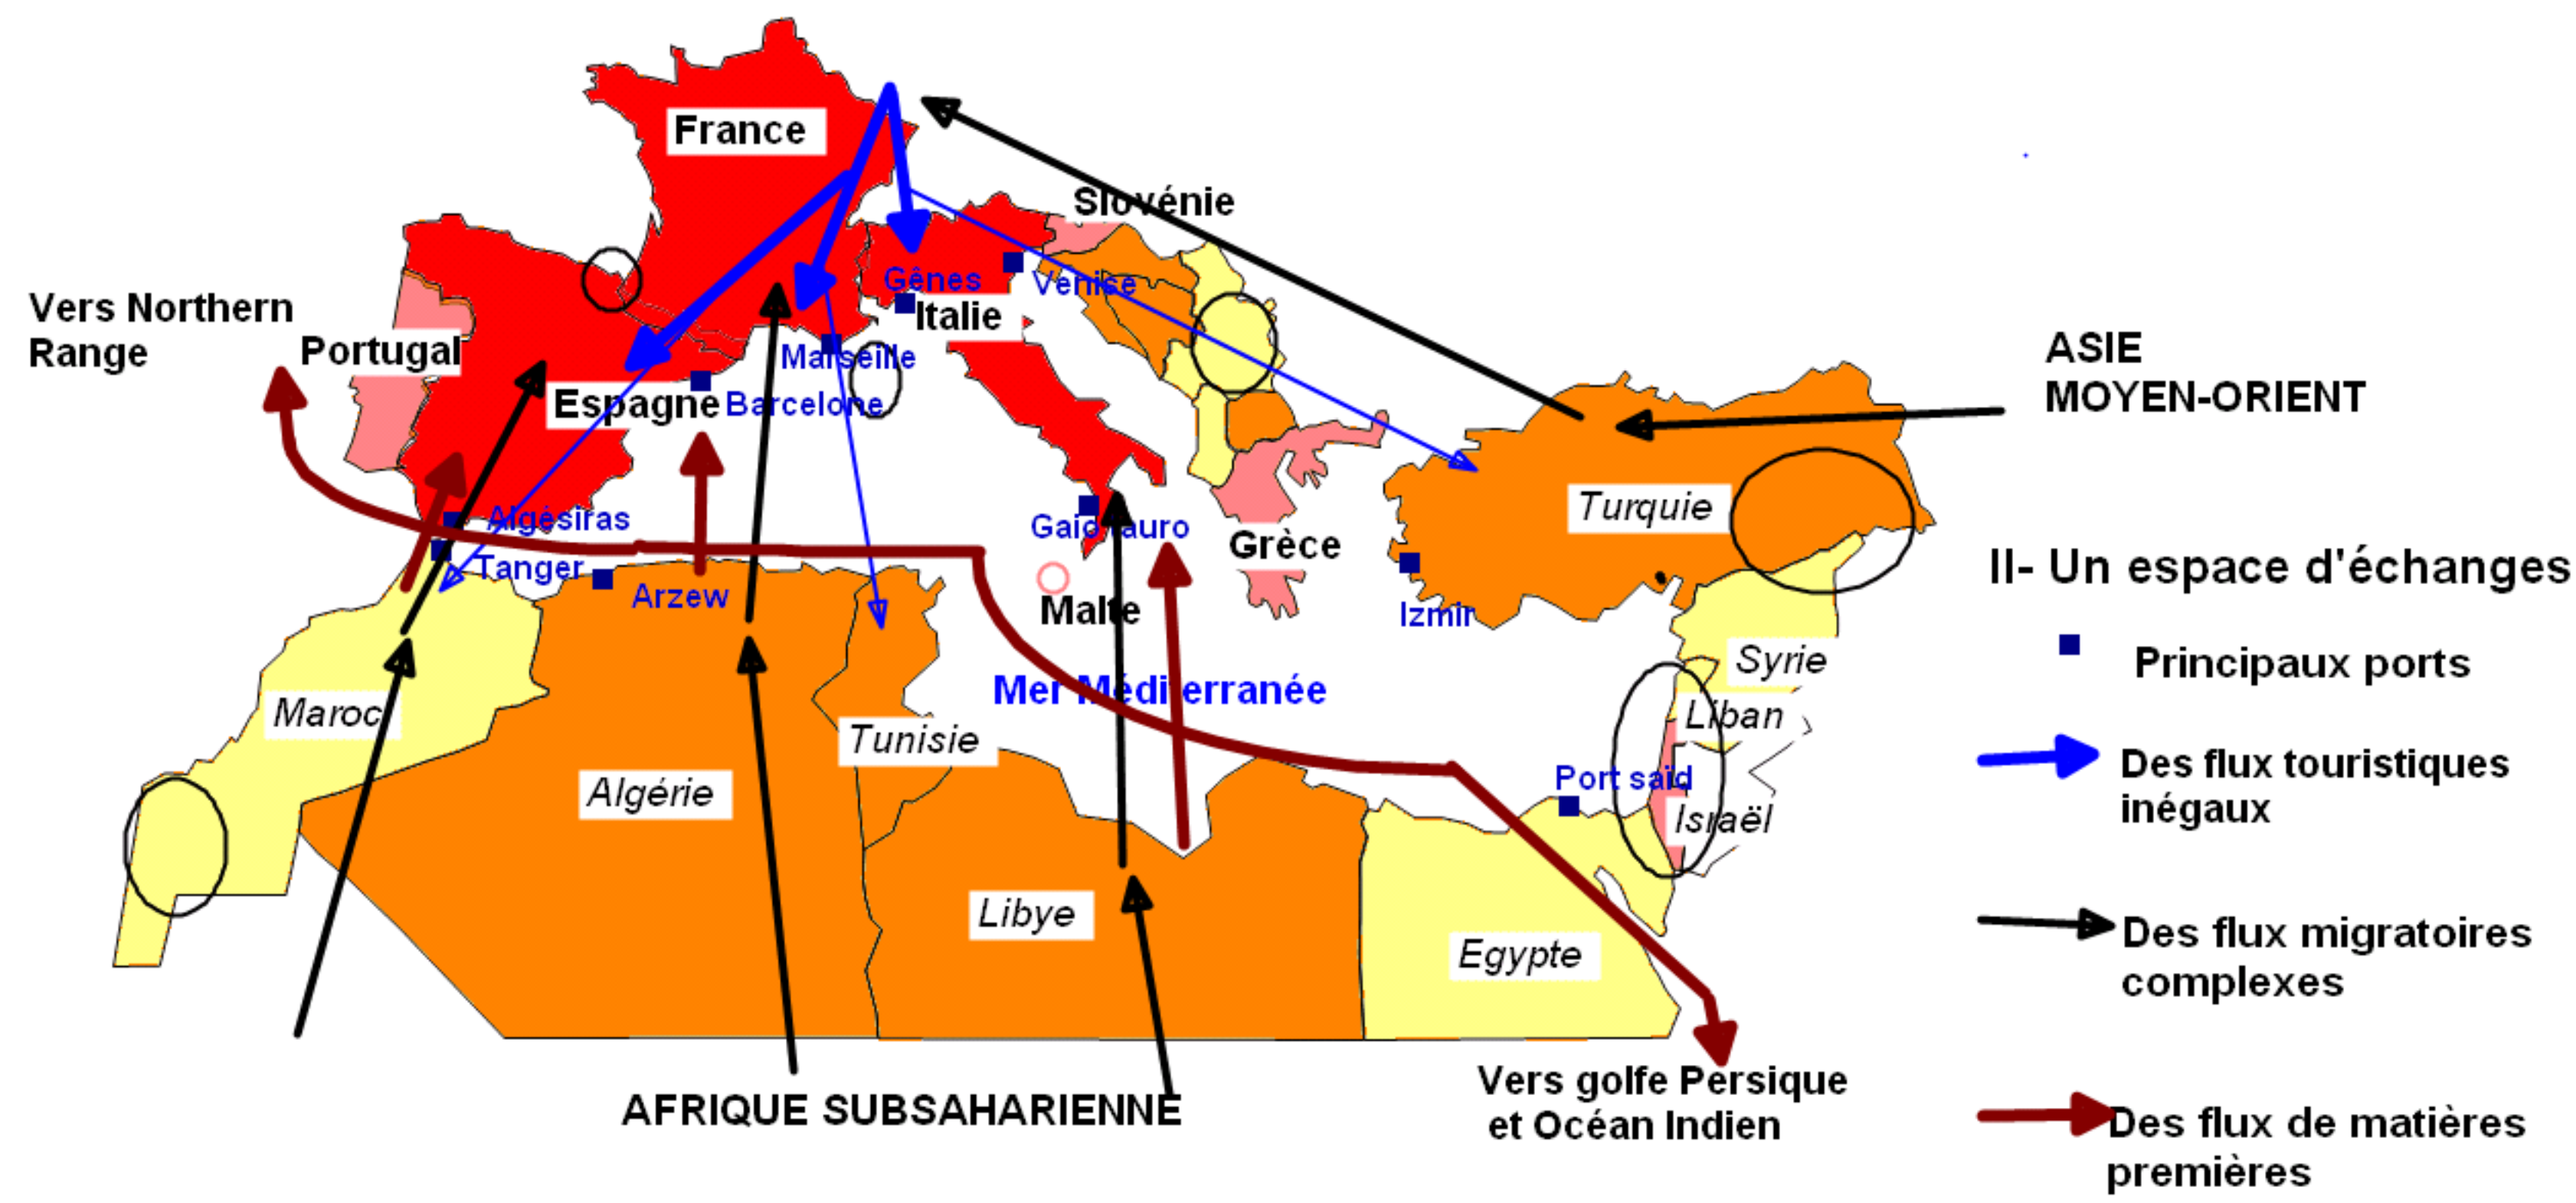 France
Slovénie
Gênes
Venise
Vers Northern
Range
Portugal
Italie
Marseille
Espagne
Barcelone
ASIE
MOYEN-ORIENT
Turquie
Algésiras
Gaio Tauro
Grèce
Tanger
Arzew
Malte
Izmir
II- Un espace d'échanges
Syrie
Principaux ports
Mer Méditerranée
Maroc
Liban
Tunisie
Port saïd
Des flux touristiques
inégaux
Algérie
Israël
Libye
Egypte
Des flux migratoires
complexes
AFRIQUE SUBSAHARIENNE
Vers golfe Persique
et Océan Indien
Des flux de matières
premières